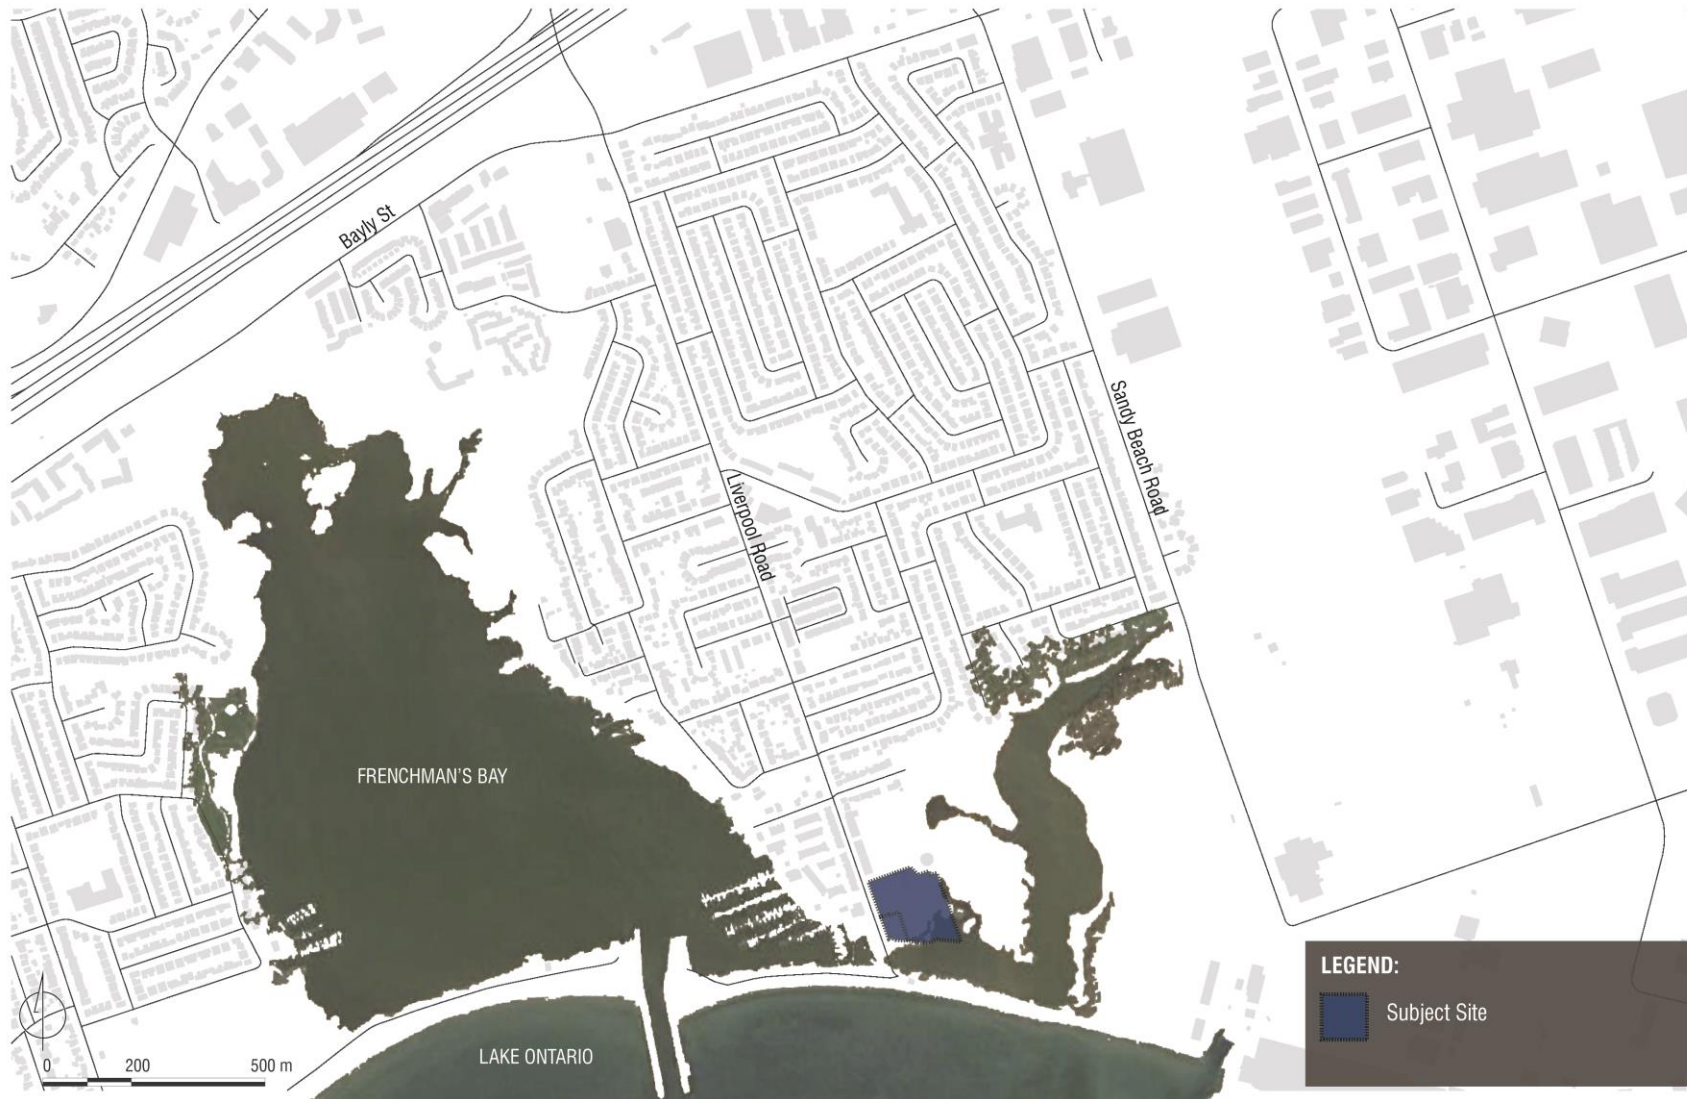 Bayly St
Sandy Beach Road
Liverpool Road
FRENCHMAN'S BAY
LAKE ONTARIO
0 200 500 m
LEGEND:
Subject Site